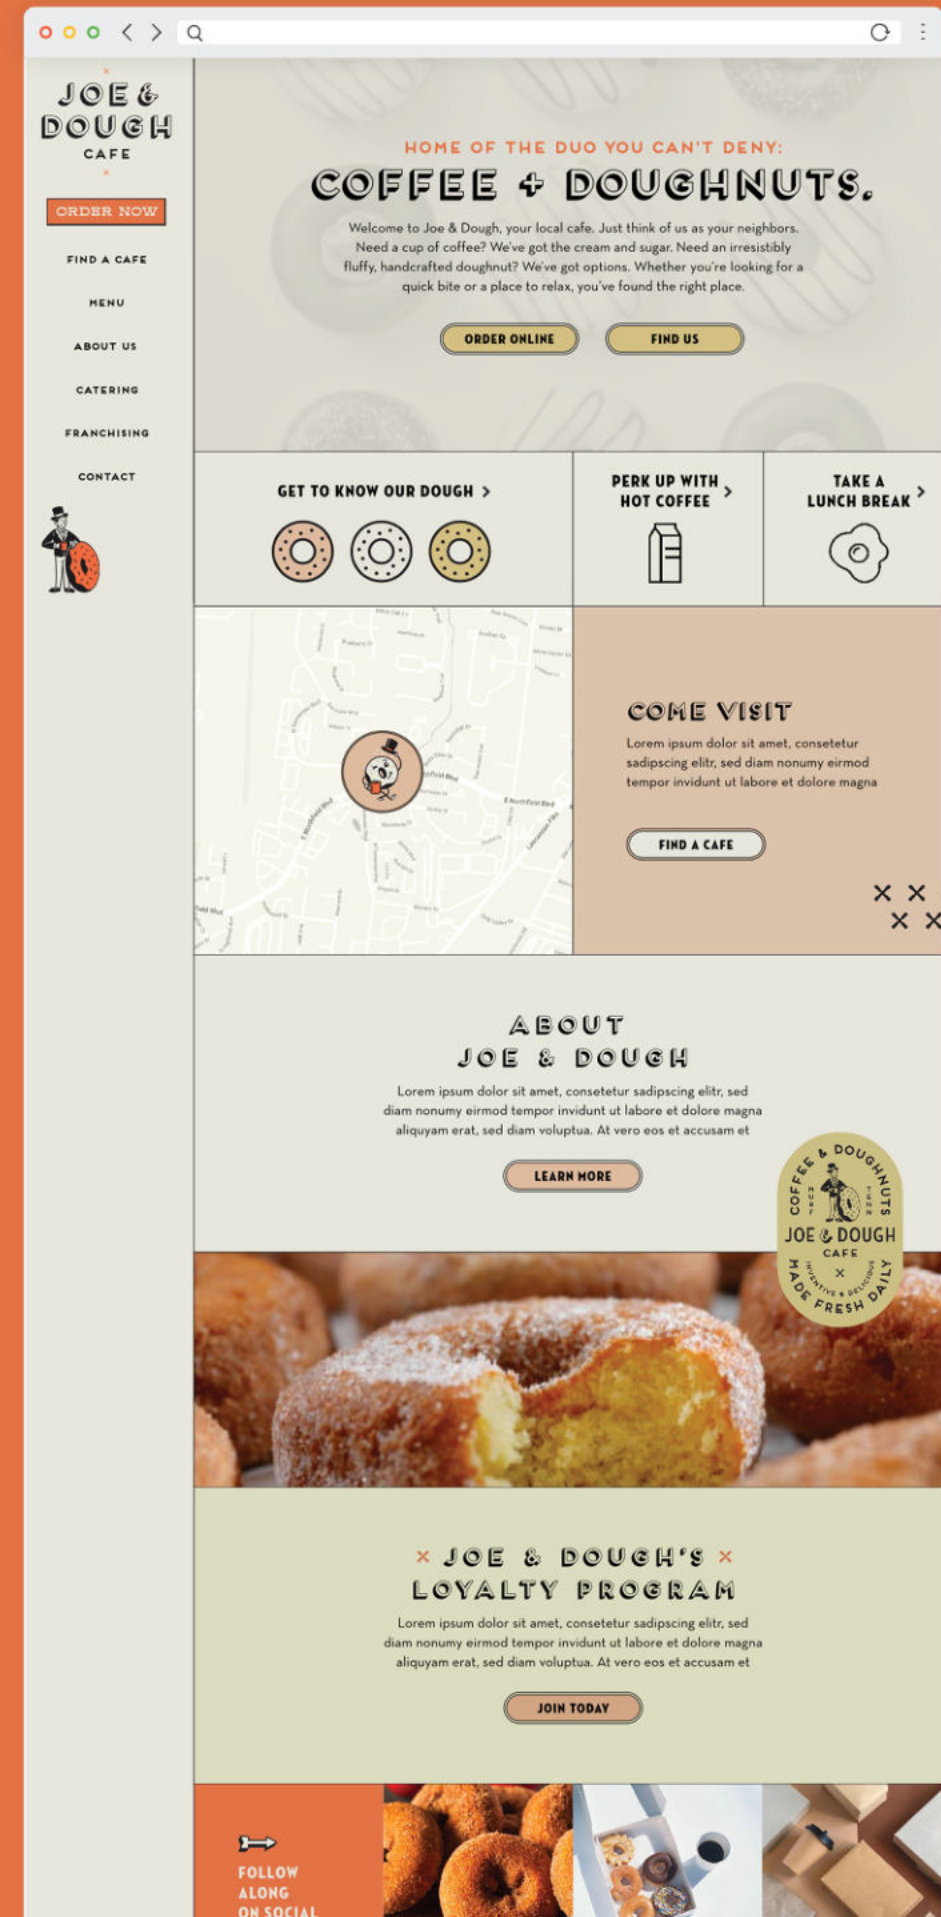 JOE &
DOUGH
CAFE
ORDER NOW
FIND A CAFE
MENU
ABOUT US
CATERING
FRANCHISING
CONTACT
HOME OF THE DUO YOU CAN'T DENY:
COFFEE + DOUGHNUTS.
Welcome to Joe & Dough, your local cafe. Just think of us as your neighbors.
Need a cup of coffee? We've got the cream and sugar. Need an irresistibly
fluffy, handcrafted doughnut? We've got options. Whether you're looking for a
quick bite or a place to relax, you've found the right place.
ORDER ONLINE
FIND US
GET TO KNOW OUR DOUGH >
PERK UP WITH
HOT COFFEE >
TAKE A
LUNCH BREAK >
E Northfield Blvd
E Northfield Blvd
COME VISIT
Lorem ipsum dolor sit amet, consetetur
sadipscing elitr, sed diam nonumy eirmod
tempor invidunt ut labore et dolore magna
FIND A CAFE
ABOUT
JOE & DOUGH
Lorem ipsum dolor sit amet, consetetur sadipscing elitr, sed
diam nonumy eirmod tempor invidunt ut labore et dolore magna
aliquyam erat, sed diam voluptua. At vero eos et accusam et
LEARN MORE
COFFEE & DOUGHNUTS
MURF
TENN
JOE & DOUGH
CAFE
INVENTIVE & DELICIOUS
MADE FRESH DAILY
JOE & DOUGH'S
LOYALTY PROGRAM
Lorem ipsum dolor sit amet, consetetur sadipscing elitr, sed
diam nonumy eirmod tempor invidunt ut labore et dolore magna
aliquyam erat, sed diam voluptua. At vero eos et accusam et
JOIN TODAY
FOLLOW
ALONG
ON SOCIAL